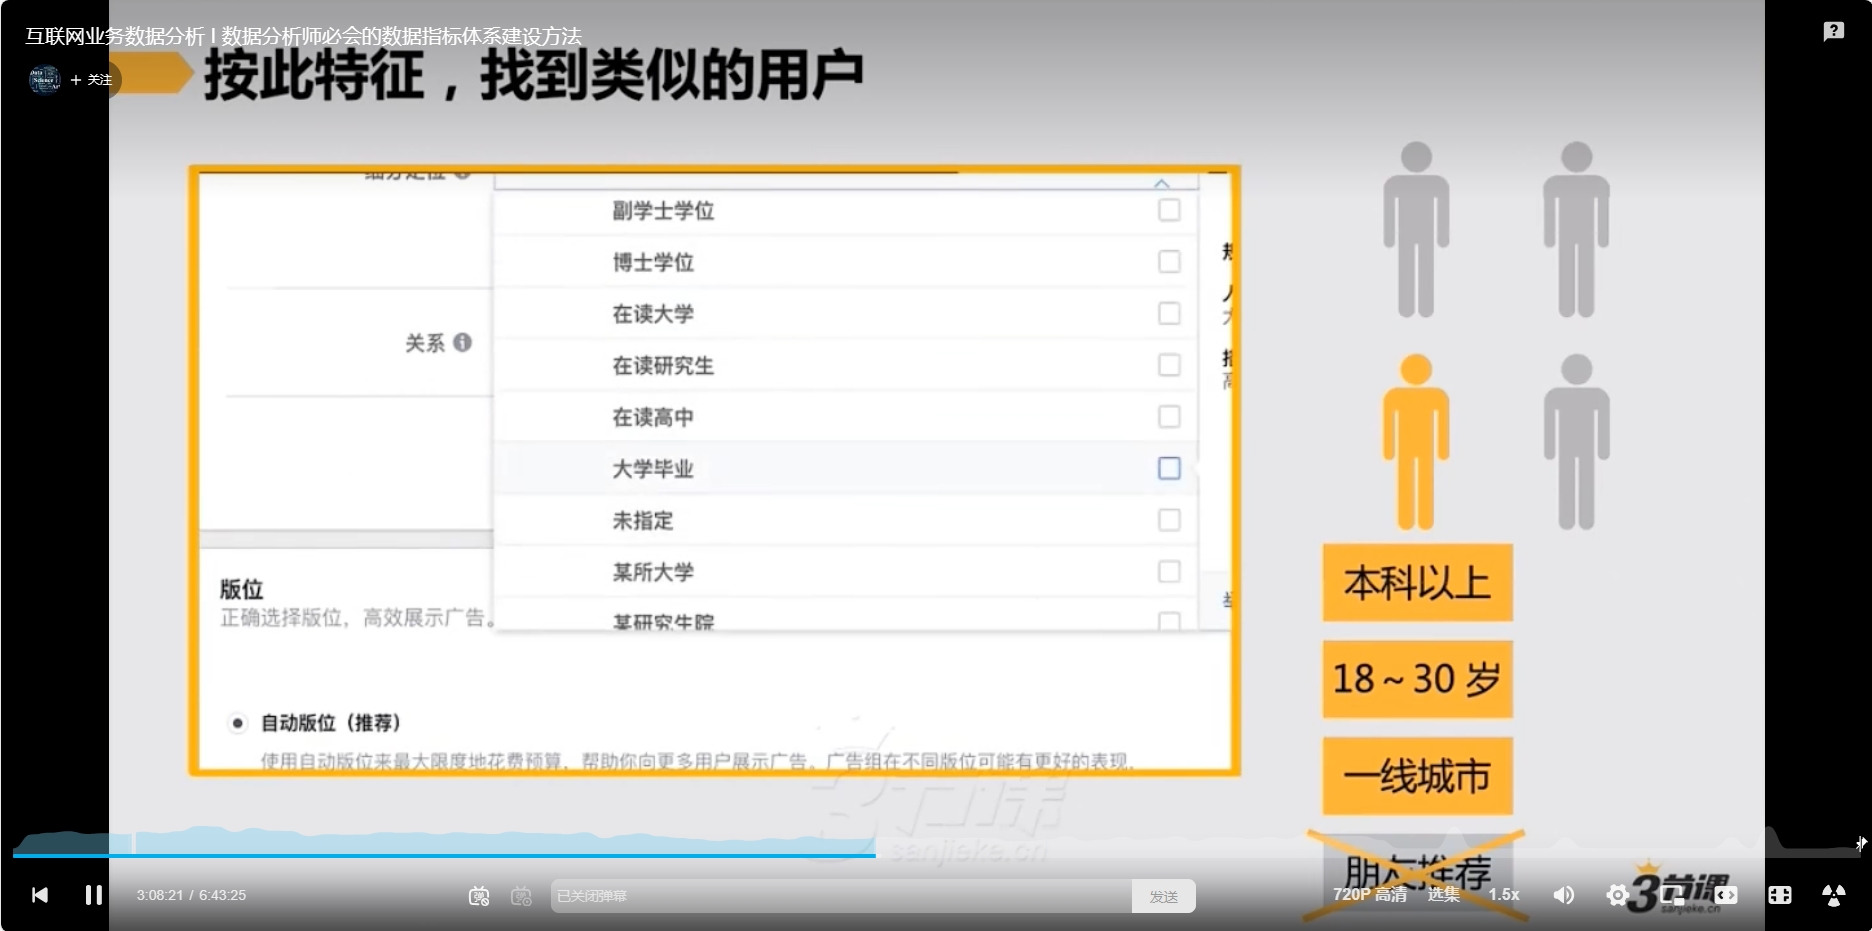 互联网业务数据分析 I 数据分析师必会的数据指标体系建设方法
+ 关注
按此特征，找到类似的用户
细分定位
副学士学位
博士学位
在读大学
关系
在读研究生
在读高中
大学毕业
未指定
某所大学
某研究生院
版位
正确选择版位，高效展示广告。
自动版位（推荐）
使用自动版位来最大限度地花费预算，帮助你向更多用户展示广告。广告组在不同版位可能有更好的表现，
本科以上
18～30 岁
一线城市
朋友推荐
3节课
sanjieke.cn
3:08:21 / 6:43:25
已关闭弹幕
发送
720P 高清
选集
1.5x
3节课
sanjieke.cn